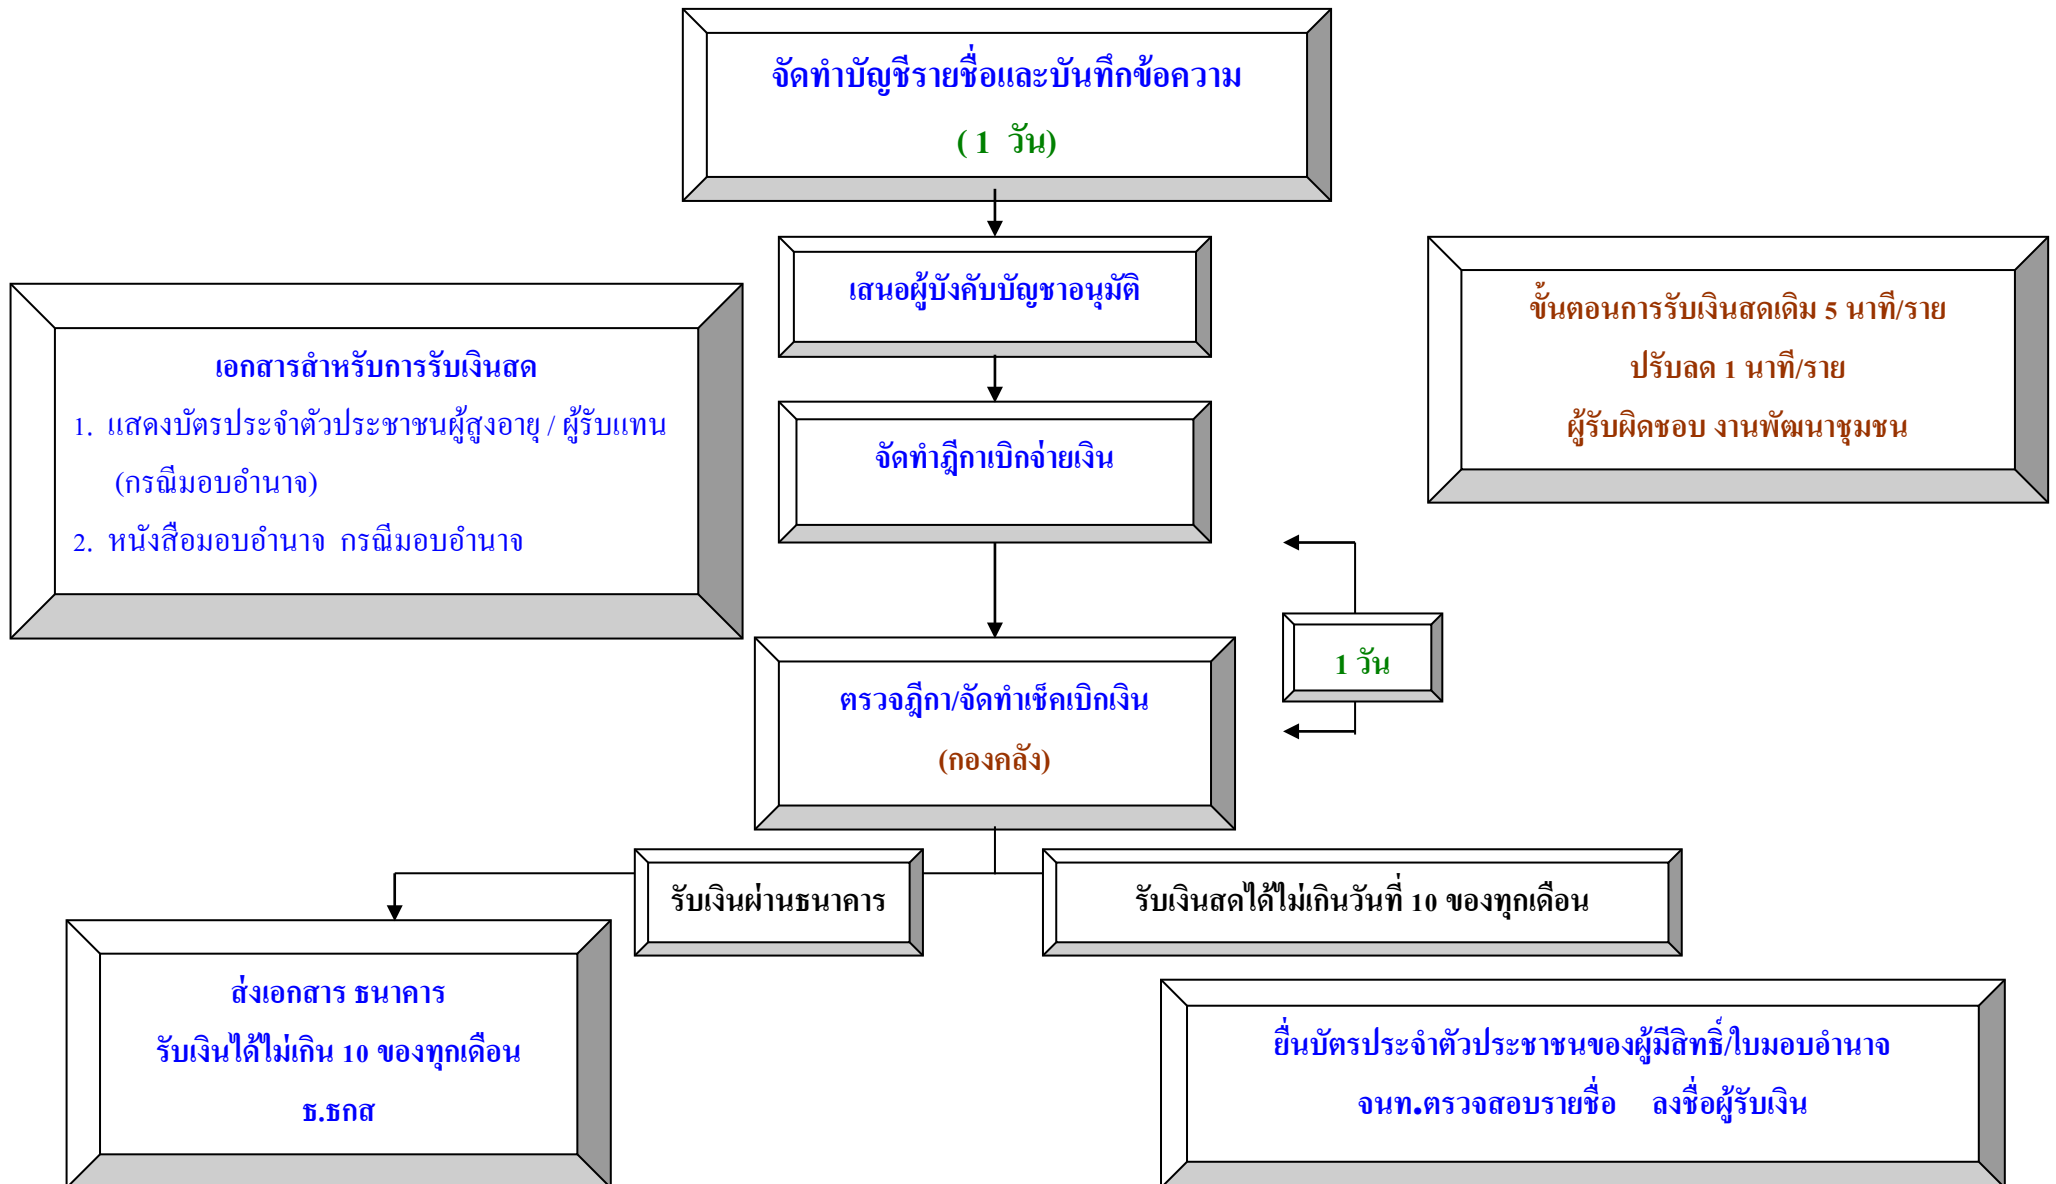 จัดทำบัญชีรายชื่อและบันทึกข้อความ
( 1 วัน)
เสนอผู้บังคับบัญชาอนุมัติ
ขั้นตอนการรับเงินสดเดิม 5 นาที/ราย
ปรับลด 1 นาที/ราย
ผู้รับผิดชอบ งานพัฒนาชุมชน
เอกสารสำหรับการรับเงินสด
1. แสดงบัตรประจำตัวประชาชนผู้สูงอายุ / ผู้รับแทน
(กรณีมอบอำนาจ)
2. หนังสือมอบอำนาจ กรณีมอบอำนาจ
จัดทำฎีกาเบิกจ่ายเงิน
1 วัน
ตรวจฎีกา/จัดทำเช็คเบิกเงิน
(กองคลัง)
รับเงินผ่านธนาคาร
รับเงินสดได้ไม่เกินวันที่ 10 ของทุกเดือน
ส่งเอกสาร ธนาคาร
รับเงินได้ไม่เกิน 10 ของทุกเดือน
ธ.ธกส
ยื่นบัตรประจำตัวประชาชนของผู้มีสิทธิ์/ใบมอบอำนาจ
จนท.ตรวจสอบรายชื่อ ลงชื่อผู้รับเงิน